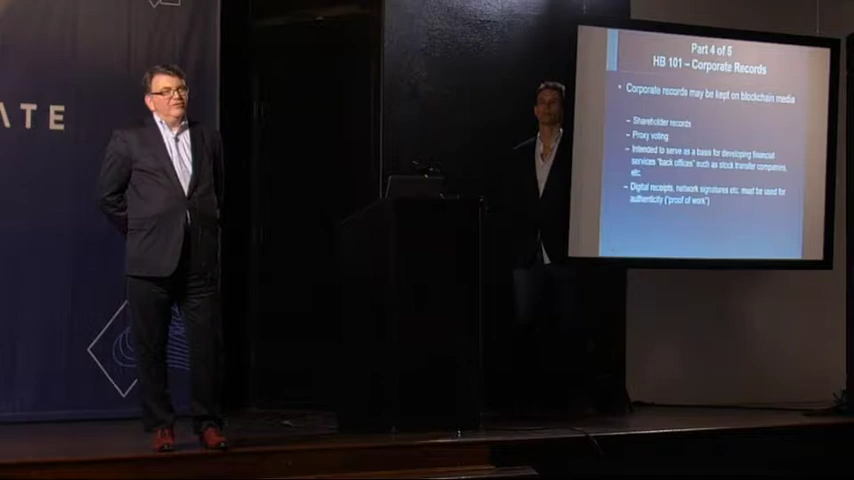 ATE
Part 4 of 5
HB 101 – Corporate Records
• Corporate records may be kept on blockchain media
– Shareholder records
– Proxy voting
– Intended to serve as a basis for developing financial
services "back offices" such as stock transfer companies,
etc.
– Digital receipts, network signatures etc. must be used for
authenticity ("proof of work")